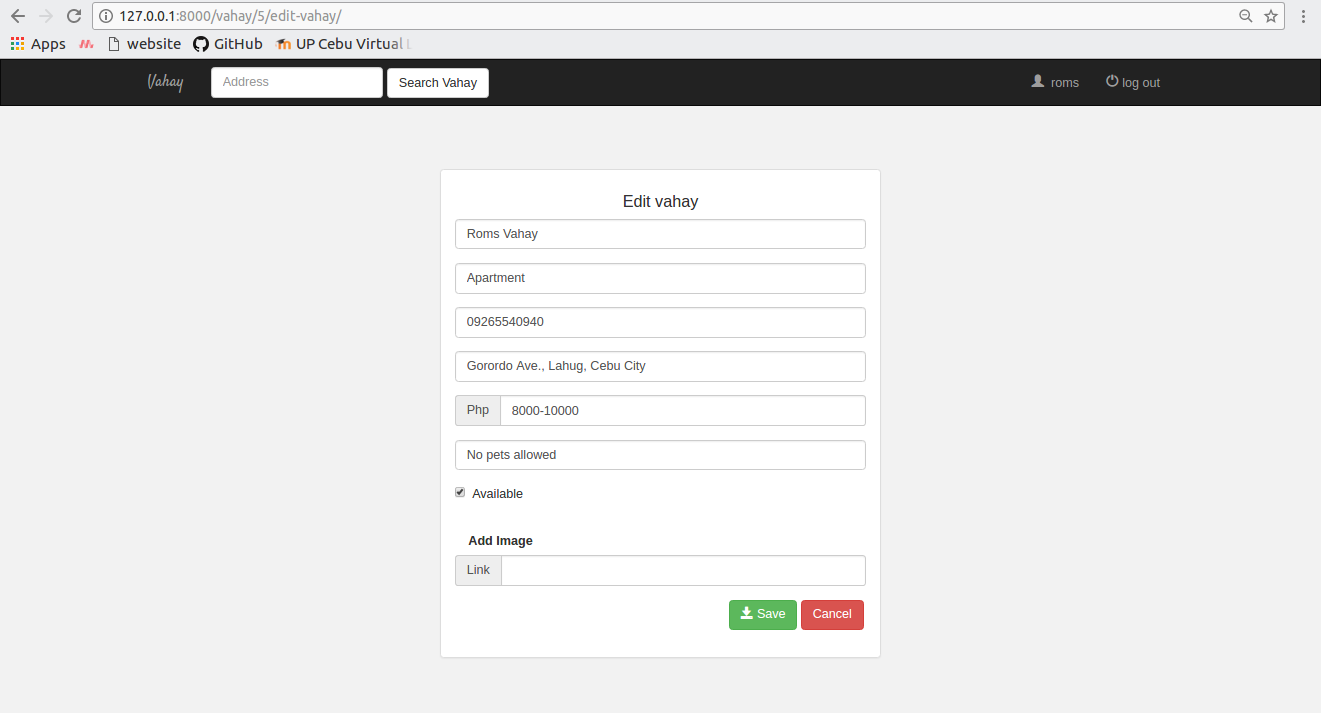 127.0.0.1:8000/vahay/5/edit-vahay/
Apps website GitHub UP Cebu Virtual
Vahay Address Search Vahay roms log out
Edit vahay
Roms Vahay
Apartment
09265540940
Gorordo Ave., Lahug, Cebu City
Php 8000-10000
No pets allowed
Available
Add Image
Link
Save Cancel